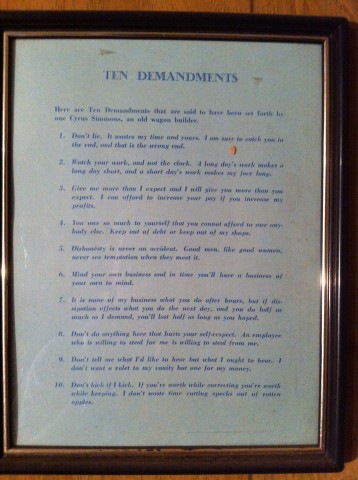 TEN DEMANDMENTS
Here are Ten Demandments that are said to have been set forth by
one Cyrus Simmons, an old wagon builder.
1. Don't lie. It wastes my time and yours. I am sure to catch you in
the end, and that is the wrong end.
2. Watch your work, and not the clock. A long day's work makes a
long day short, and a short day's work makes my face long.
3. Give me more than I expect and I will give you more than you
expect. I can afford to increase your pay if you increase my
profits.
4. You owe so much to yourself that you cannot afford to owe any-
body else. Keep out of debt or keep out of my shops.
5. Dishonesty is never an accident. Good men, like good women,
never see temptation when they meet it.
6. Mind your own business and in time you'll have a business of
your own to mind.
7. It is none of my business what you do after hours, but if dis-
sipation affects what you do the next day, and you do half as
much as I demand, you'll last half as long as you hoped.
8. Don't do anything here that hurts your self-respect. An employee
who is willing to steal for me is willing to steal from me.
9. Don't tell me what I'd like to hear but what I ought to hear. I
don't want a valet to my vanity but one for my money.
10. Don't kick if I kick. If you're worth while correcting you're worth
while keeping. I don't waste time cutting specks out of rotten
apples.